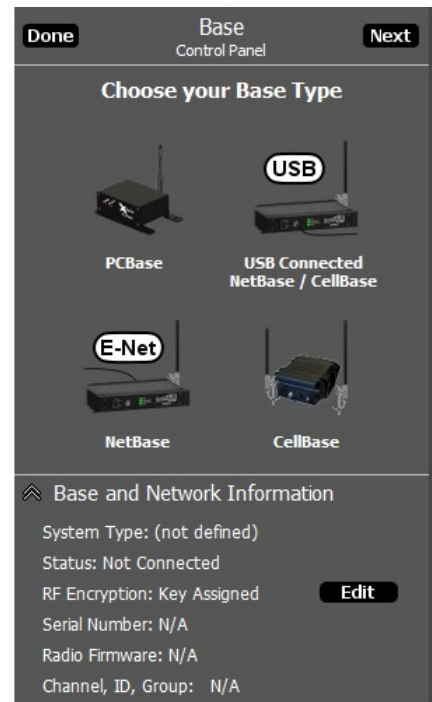 Done
Base
Next
Control Panel
Choose your Base Type
USB
PCBase
USB Connected
NetBase / CellBase
E-Net
NetBase
CellBase
Base and Network Information
System Type: (not defined)
Status: Not Connected
RF Encryption: Key Assigned
Edit
Serial Number: N/A
Radio Firmware: N/A
Channel, ID, Group: N/A